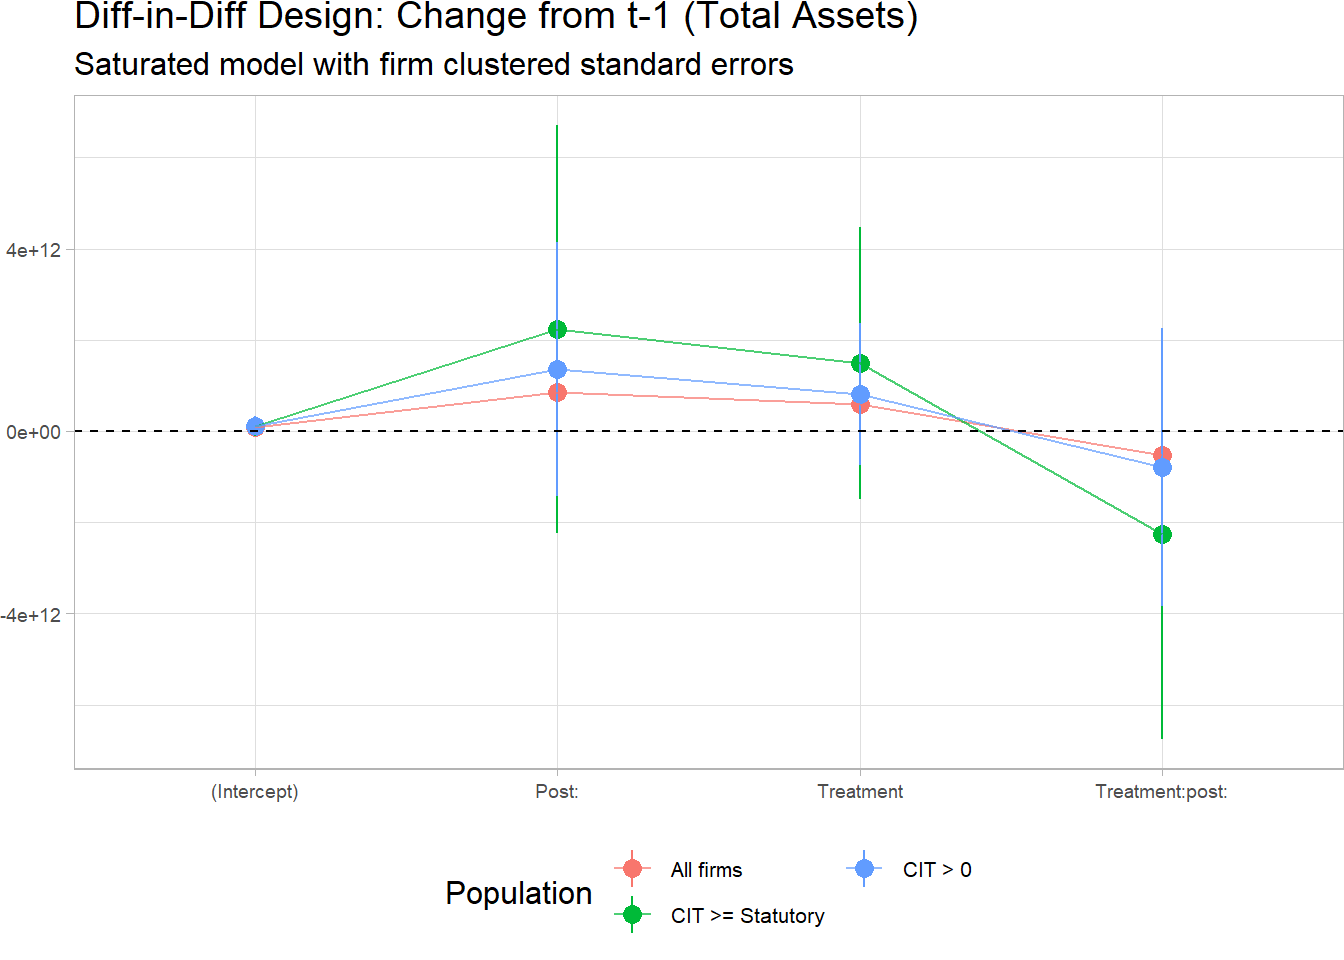 Diff-in-Diff Design: Change from t-1 (Total Assets)
Saturated model with firm clustered standard errors
4e+12
0e+00
-4e+12
(Intercept)
Post:
Treatment
Treatment:post:
Population
All firms
CIT > 0
CIT >= Statutory